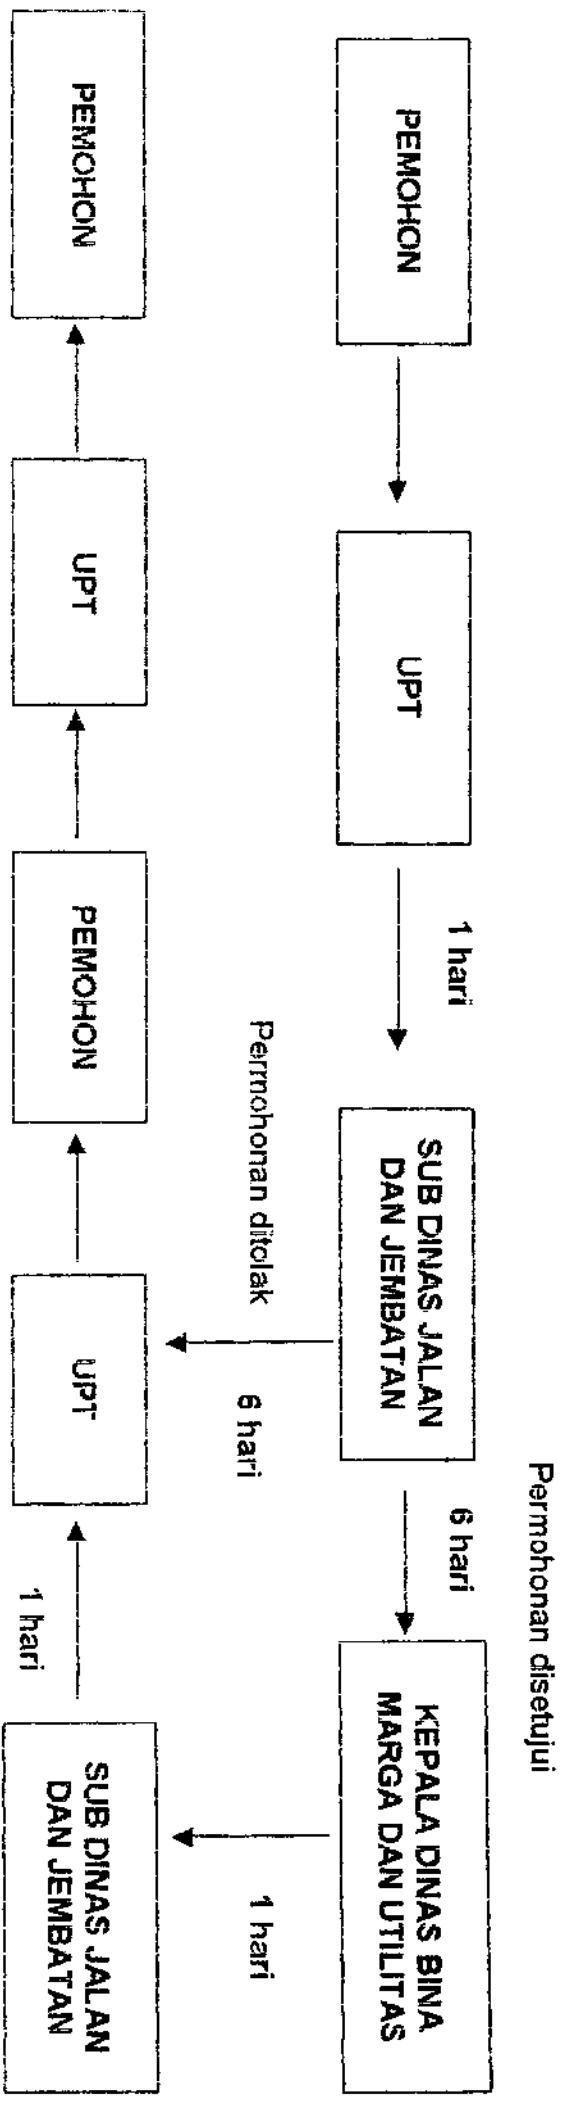 Permohonan disetujui
PEMOHON
UPT
1 hari
SUB DINAS JALAN
DAN JEMBATAN
6 hari
KEPALA DINAS BINA
MARGA DAN UTILITAS
Permohonan ditolak
6 hari
1 hari
PEMOHON
UPT
PEMOHON
UPT
1 hari
SUB DINAS JALAN
DAN JEMBATAN